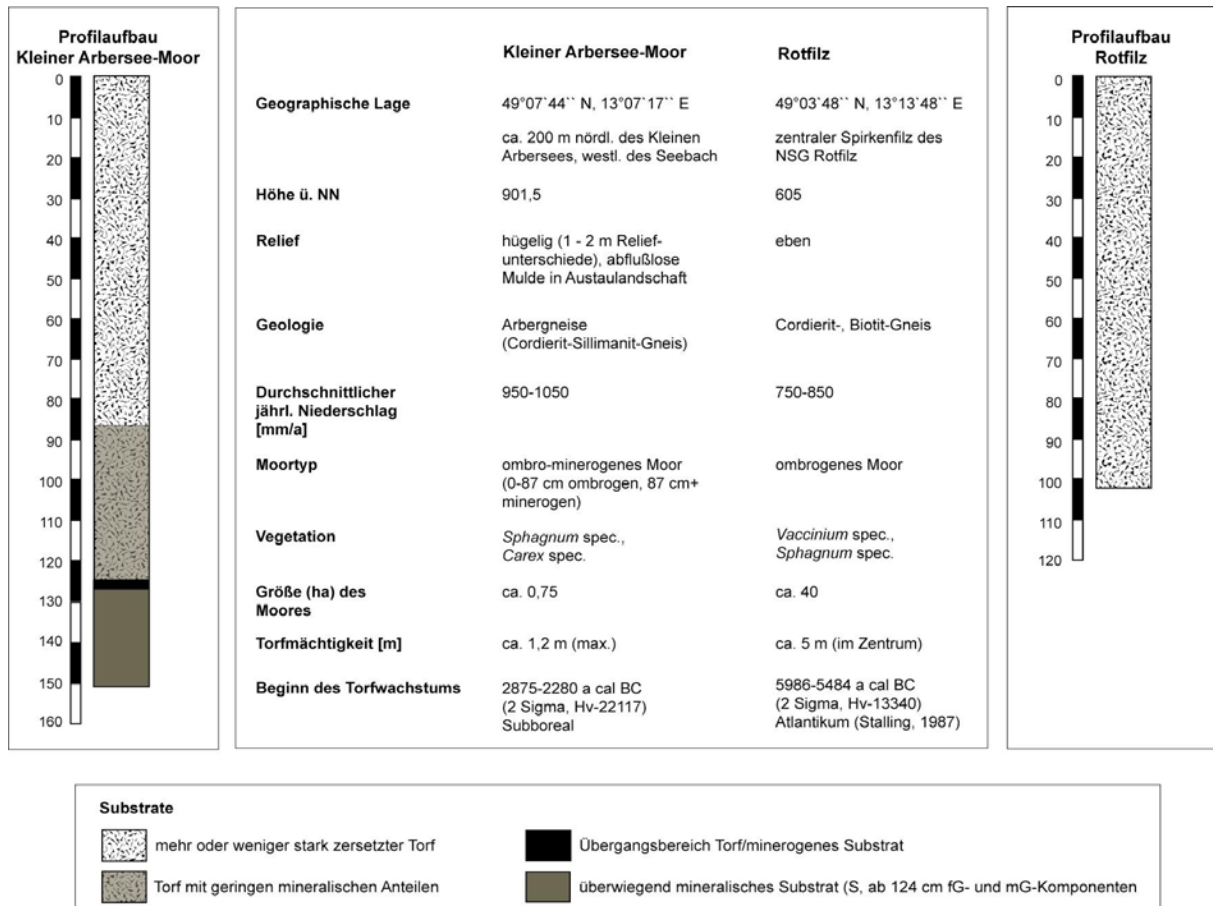 Profilaufbau
Kleiner Arbersee-Moor
0
10
20
30
40
50
60
70
80
90
100
110
120
130
140
150
160
Kleiner Arbersee-Moor
Rotfilz
Geographische Lage
49°07`44`` N, 13°07`17`` E
49°03`48`` N, 13°13`48`` E
ca. 200 m nördl. des Kleinen
Arbersees, westl. des Seebach
zentraler Spirkenfilz des
NSG Rotfilz
Höhe ü. NN
901,5
605
Relief
hügelig (1 - 2 m Relief-
unterschiede), abflußlose
Mulde in Austaulandschaft
eben
Geologie
Arbergneise
(Cordierit-Sillimanit-Gneis)
Cordierit-, Biotit-Gneis
Durchschnittlicher
jährl. Niederschlag
[mm/a]
950-1050
750-850
Moortyp
ombro-minerogenes Moor
(0-87 cm ombrogen, 87 cm+
minerogen)
ombrogenes Moor
Vegetation
Sphagnum spec.,
Carex spec.
Vaccinium spec.,
Sphagnum spec.
Größe (ha) des
Moores
ca. 0,75
ca. 40
Torfmächtigkeit [m]
ca. 1,2 m (max.)
ca. 5 m (im Zentrum)
Beginn des Torfwachstums
2875-2280 a cal BC
(2 Sigma, Hv-22117)
Subboreal
5986-5484 a cal BC
(2 Sigma, Hv-13340)
Atlantikum (Stalling, 1987)
Profilaufbau
Rotfilz
0
10
20
30
40
50
60
70
80
90
100
110
120
Substrate
mehr oder weniger stark zersetzter Torf
Torf mit geringen mineralischen Anteilen
Übergangsbereich Torf/minerogenes Substrat
überwiegend mineralisches Substrat (S, ab 124 cm fG- und mG-Komponenten